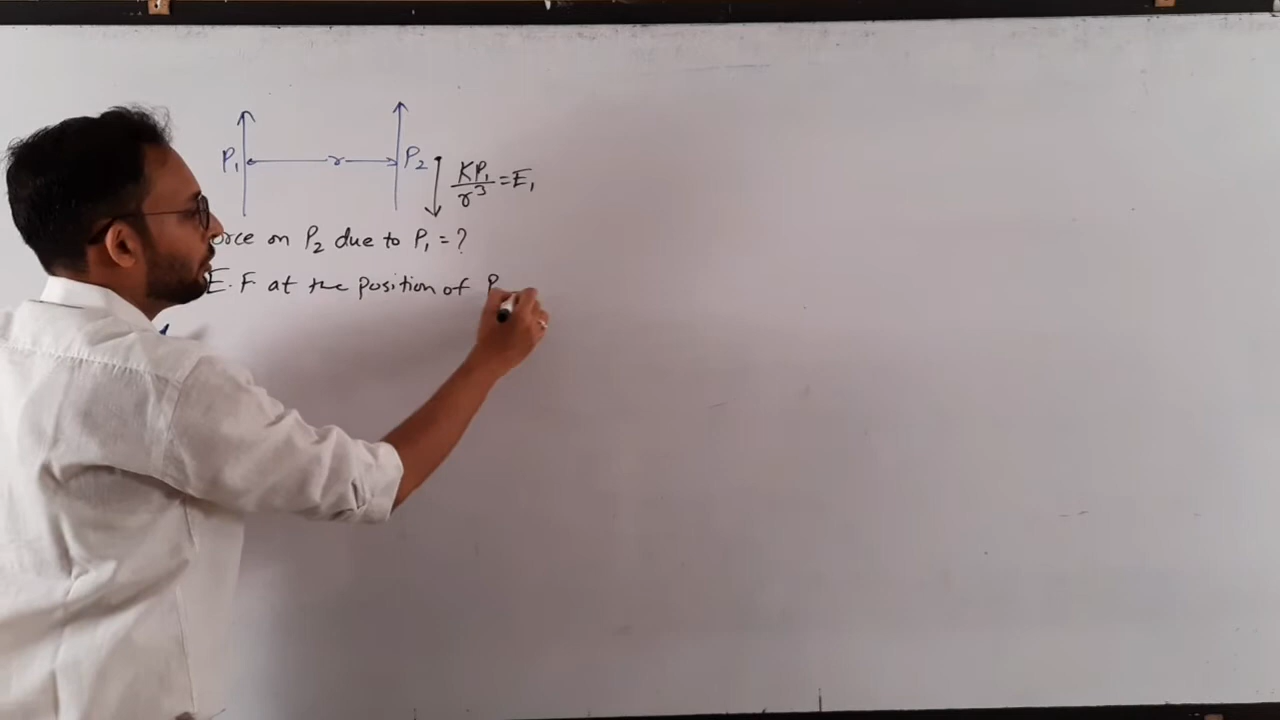 P₁ r P₂ KP₁/r³ = E₁
orce on P₂ due to P₁ = ?
E.F at the position of P